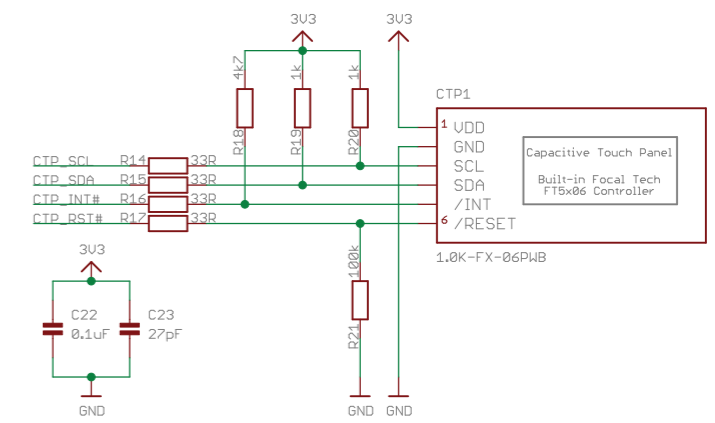 3V3 3V3
4k7 1k 1k
CTP1
R18 R19 R20
1 VDD
GND
CTP_SCL R14 33R SCL
CTP_SDA R15 33R SDA
CTP_INT# R16 33R /INT
CTP_RST# R17 33R 6 /RESET
Capacitive Touch Panel
Built-in Focal Tech
FT5x06 Controller
1.0K-FX-06PWB
3V3
100k
R21
C22 C23
0.1uF 27pF
GND GND GND